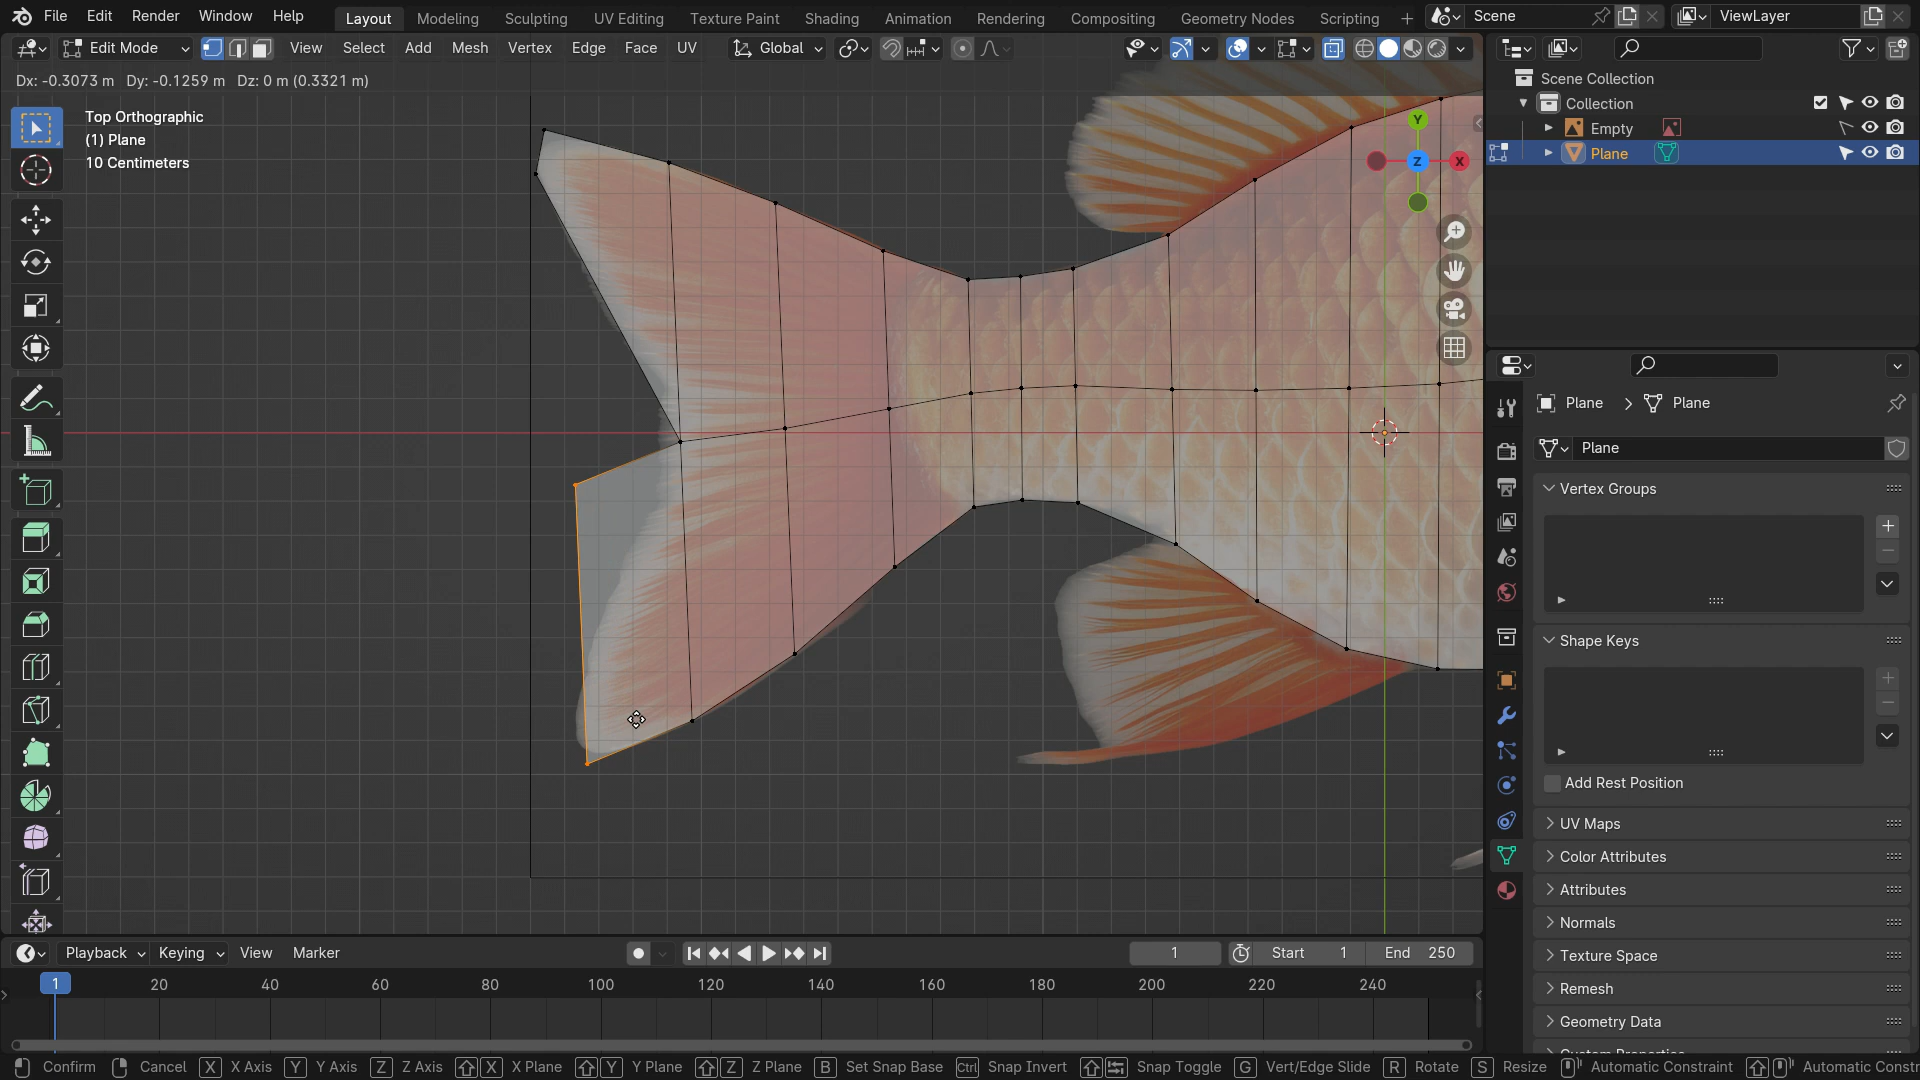 File Edit Render Window Help Layout Modeling Sculpting UV Editing Texture Paint Shading Animation Rendering Compositing Geometry Nodes Scripting + Scene ViewLayer
Edit Mode View Select Add Mesh Vertex Edge Face UV Global
Dx: -0.3073 m Dy: -0.1259 m Dz: 0 m (0.3321 m)
Top Orthographic
(1) Plane
10 Centimeters
Y
Z
X
Scene Collection
Collection
Empty
Plane
Plane Plane
Plane
Vertex Groups
Shape Keys
Add Rest Position
UV Maps
Color Attributes
Attributes
Normals
Texture Space
Remesh
Geometry Data
Playback Keying View Marker 1 Start 1 End 250
1 20 40 60 80 100 120 140 160 180 200 220 240
Confirm Cancel X X Axis Y Y Axis Z Z Axis X X Plane Y Y Plane Z Z Plane B Set Snap Base Ctrl Snap Invert Snap Toggle G Vert/Edge Slide R Rotate S Resize Automatic Constraint Automatic Constr